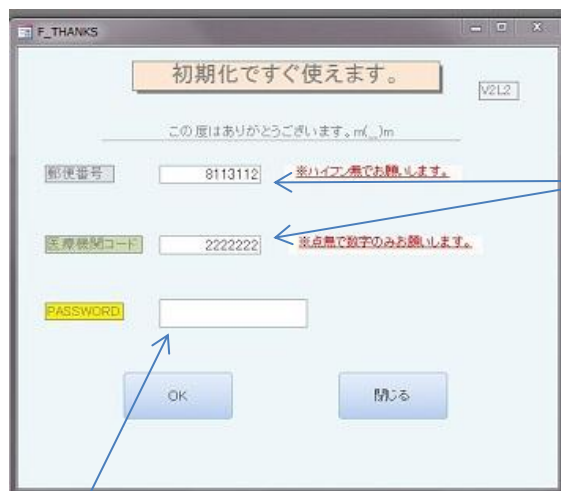 F_THANKS
初期化ですぐ使えます。
V2L2
この度はありがとうございます。m(__)m
郵便番号
8113112
※ハイフン無でお願いします。
医療機関コード
2222222
※点無で数字のみお願いします。
PASSWORD
OK
閉じる